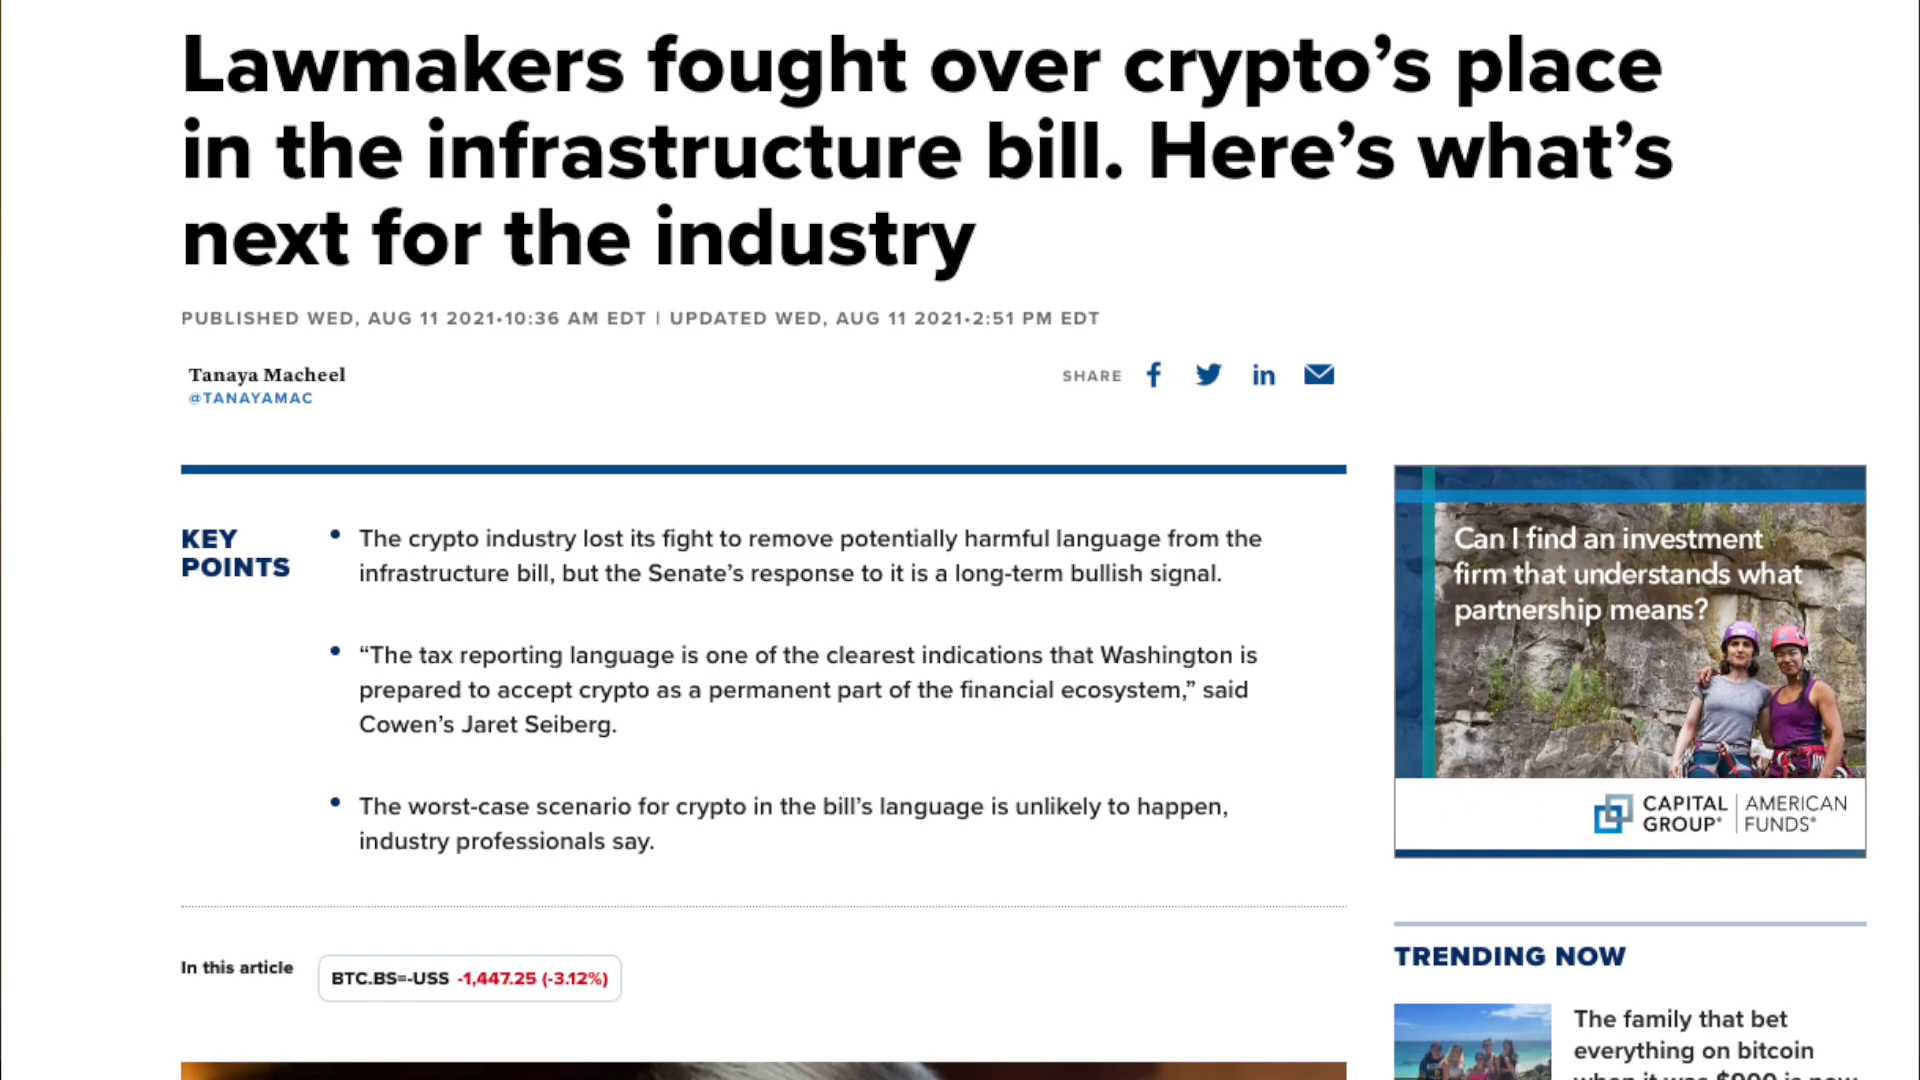 Lawmakers fought over crypto’s place
in the infrastructure bill. Here’s what’s
next for the industry
PUBLISHED WED, AUG 11 2021•10:36 AM EDT | UPDATED WED, AUG 11 2021•2:51 PM EDT
Tanaya Macheel
@TANAYAMAC
SHARE
KEY
POINTS
The crypto industry lost its fight to remove potentially harmful language from the
infrastructure bill, but the Senate’s response to it is a long-term bullish signal.
“The tax reporting language is one of the clearest indications that Washington is
prepared to accept crypto as a permanent part of the financial ecosystem,” said
Cowen’s Jaret Seiberg.
The worst-case scenario for crypto in the bill’s language is unlikely to happen,
industry professionals say.
In this article
BTC.BS=-USS -1,447.25 (-3.12%)
Can I find an investment
firm that understands what
partnership means?
CAPITAL GROUP® | AMERICAN FUNDS®
TRENDING NOW
The family that bet
everything on bitcoin
when it was $900 is now